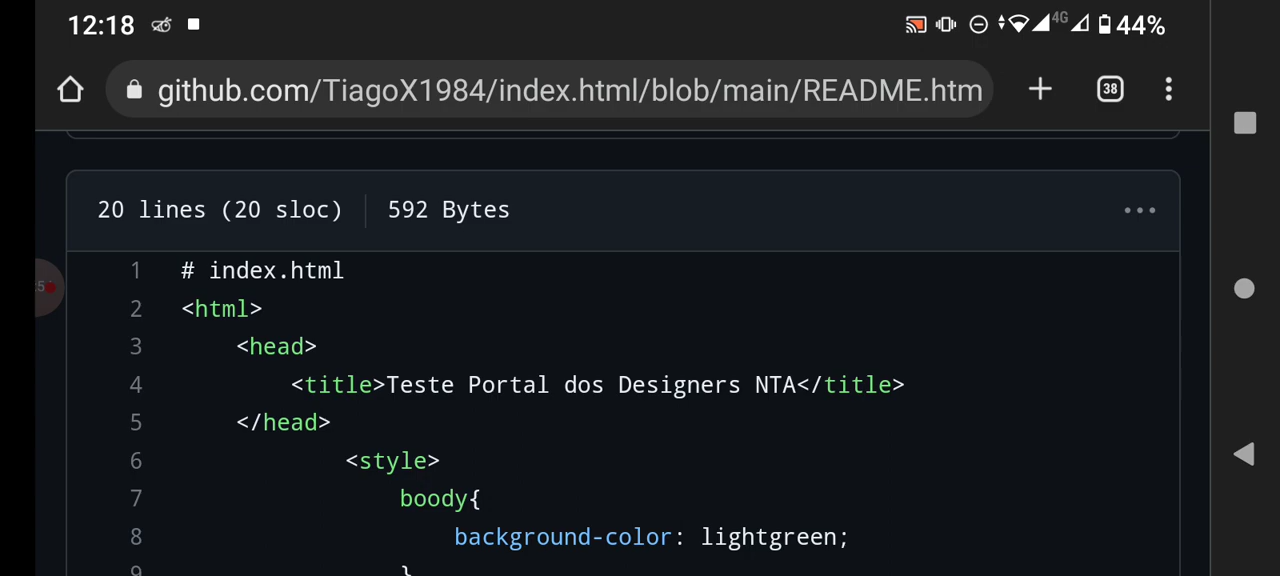 12:18 4G 44%
github.com/TiagoX1984/index.html/blob/main/README.htm 38
20 lines (20 sloc) 592 Bytes
1 # index.html
2 <html>
3 <head>
4 <title>Teste Portal dos Designers NTA</title>
5 </head>
6 <style>
7 boody{
8 background-color: lightgreen;
9 }